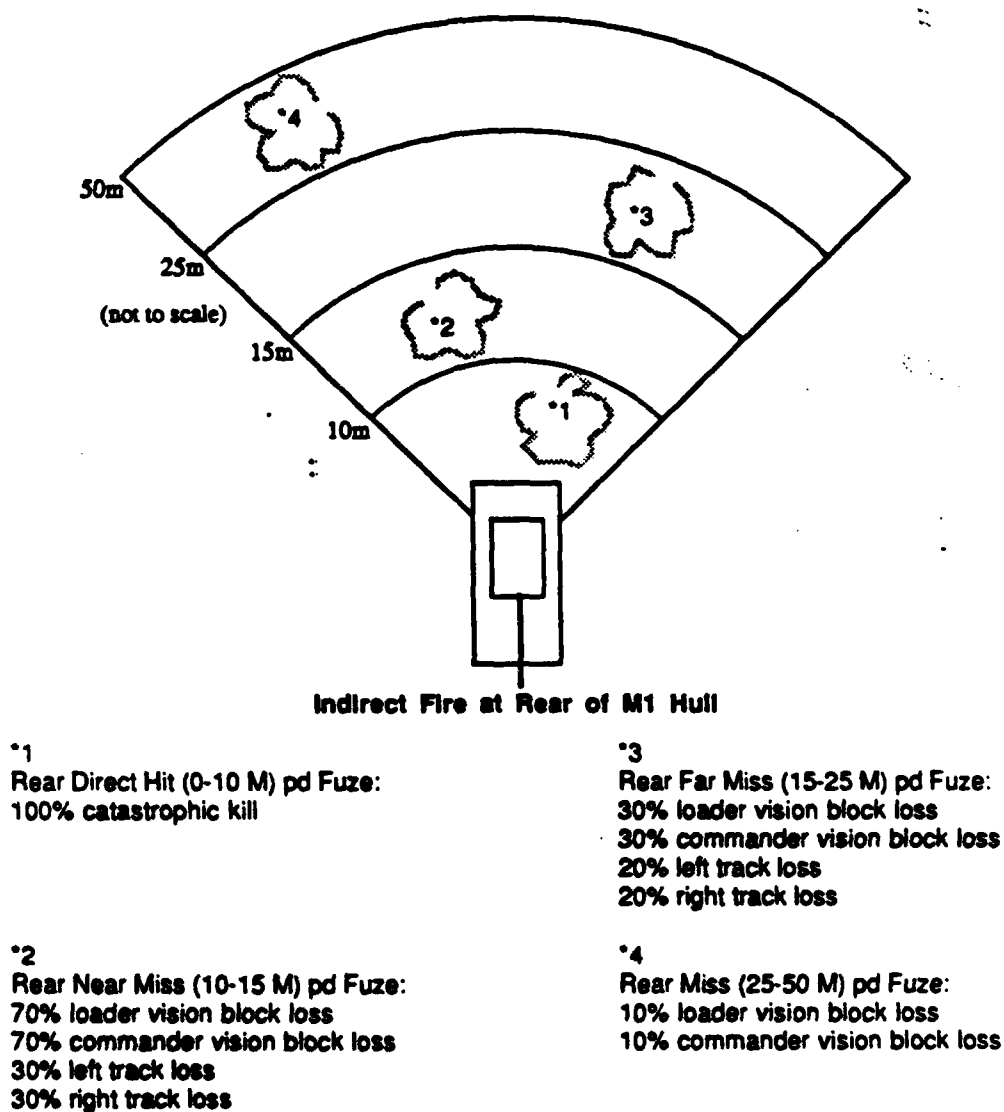 *4
50m
*3
25m
(not to scale)
*2
15m
*1
10m
Indirect Fire at Rear of M1 Hull
*1
Rear Direct Hit (0-10 M) pd Fuze:
100% catastrophic kill
*3
Rear Far Miss (15-25 M) pd Fuze:
30% loader vision block loss
30% commander vision block loss
20% left track loss
20% right track loss
*2
Rear Near Miss (10-15 M) pd Fuze:
70% loader vision block loss
70% commander vision block loss
30% left track loss
30% right track loss
*4
Rear Miss (25-50 M) pd Fuze:
10% loader vision block loss
10% commander vision block loss